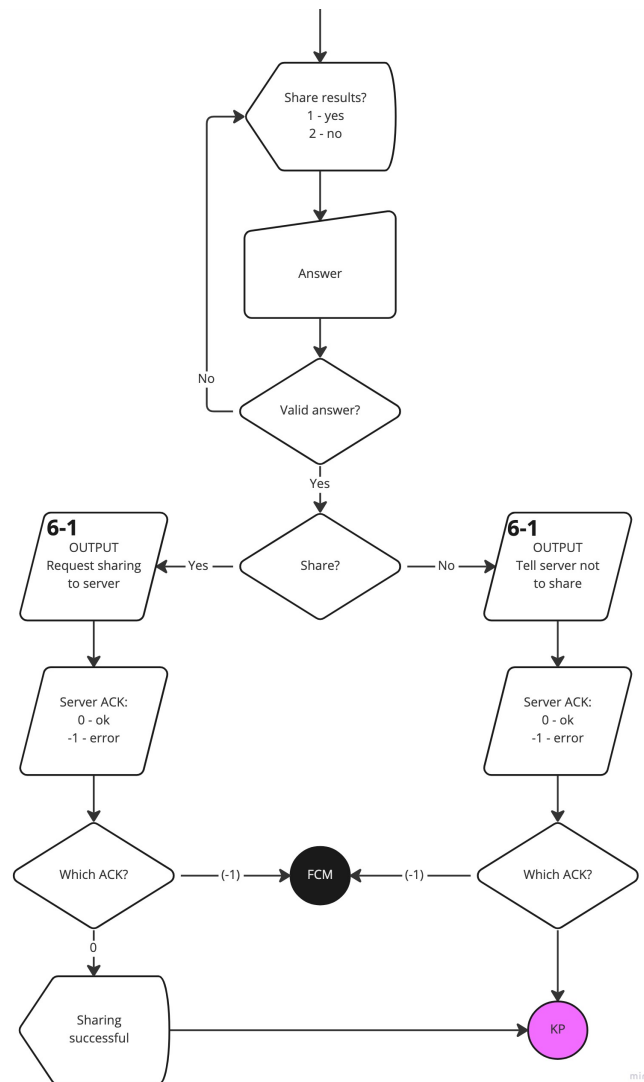 Share results?
1 - yes
2 - no
Answer
No
Valid answer?
Yes
6-1
OUTPUT
Request sharing
to server
Yes
Share?
No
6-1
OUTPUT
Tell server not
to share
Server ACK:
0 - ok
-1 - error
Server ACK:
0 - ok
-1 - error
Which ACK?
(-1)
FCM
(-1)
Which ACK?
0
Sharing
successful
KP